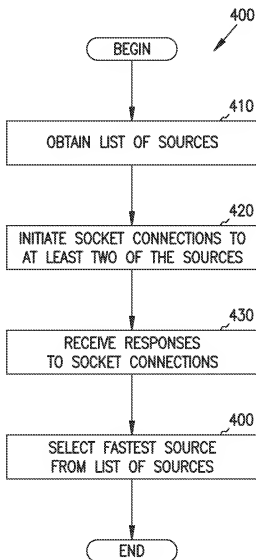 400
BEGIN
410
OBTAIN LIST OF SOURCES
420
INITIATE SOCKET CONNECTIONS TO
AT LEAST TWO OF THE SOURCES
430
RECEIVE RESPONSES
TO SOCKET CONNECTIONS
400
SELECT FASTEST SOURCE
FROM LIST OF SOURCES
END